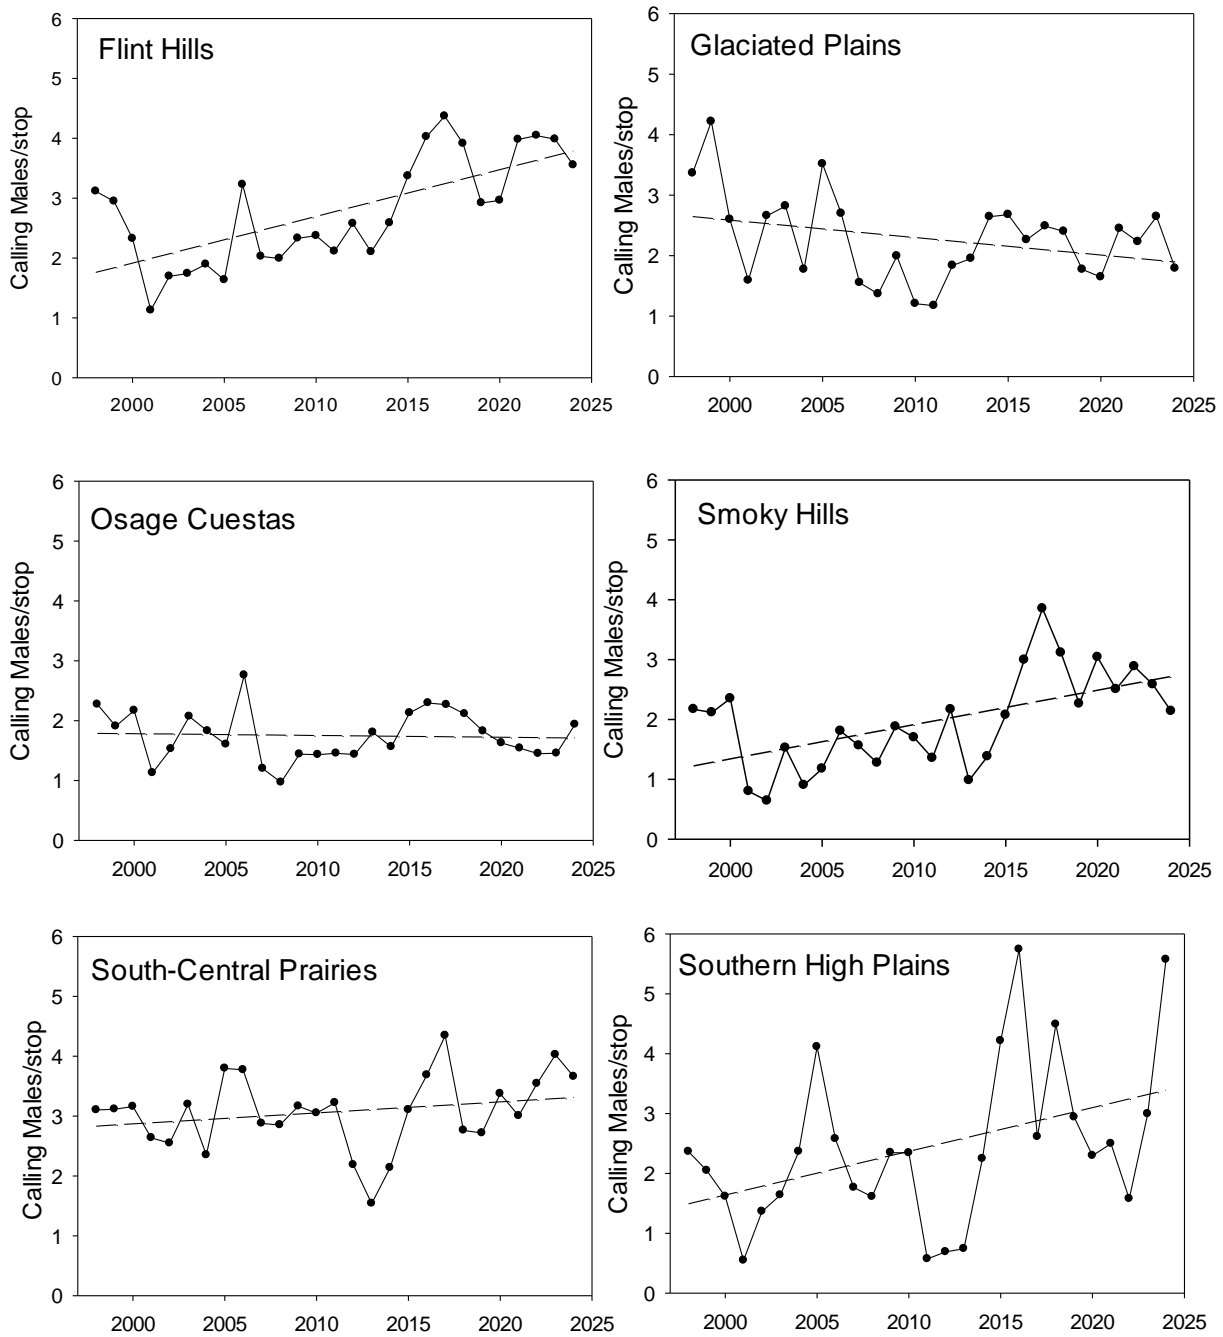 Flint Hills
Calling Males/stop
6
5
4
3
2
1
0
2000 2005 2010 2015 2020 2025
Glaciated Plains
Calling Males/stop
6
5
4
3
2
1
0
2000 2005 2010 2015 2020 2025
Osage Cuestas
Calling Males/stop
6
5
4
3
2
1
0
2000 2005 2010 2015 2020 2025
Smoky Hills
Calling Males/stop
6
5
4
3
2
1
0
2000 2005 2010 2015 2020 2025
South-Central Prairies
Calling Males/stop
6
5
4
3
2
1
0
2000 2005 2010 2015 2020 2025
Southern High Plains
Calling Males/stop
6
5
4
3
2
1
0
2000 2005 2010 2015 2020 2025